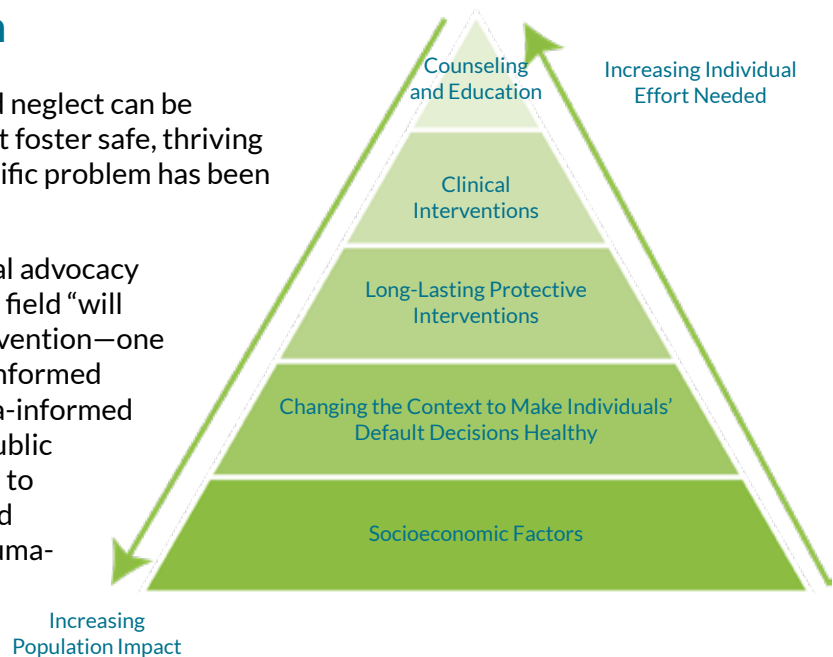 d neglect can be
t foster safe, thriving
ific problem has been
al advocacy
field “will
vention—one
nformed
a-informed
ublic
to
d
uma-
Counseling
and Education
Clinical
Interventions
Long-Lasting Protective
Interventions
Changing the Context to Make Individuals’
Default Decisions Healthy
Socioeconomic Factors
Increasing Individual
Effort Needed
Increasing
Population Impact